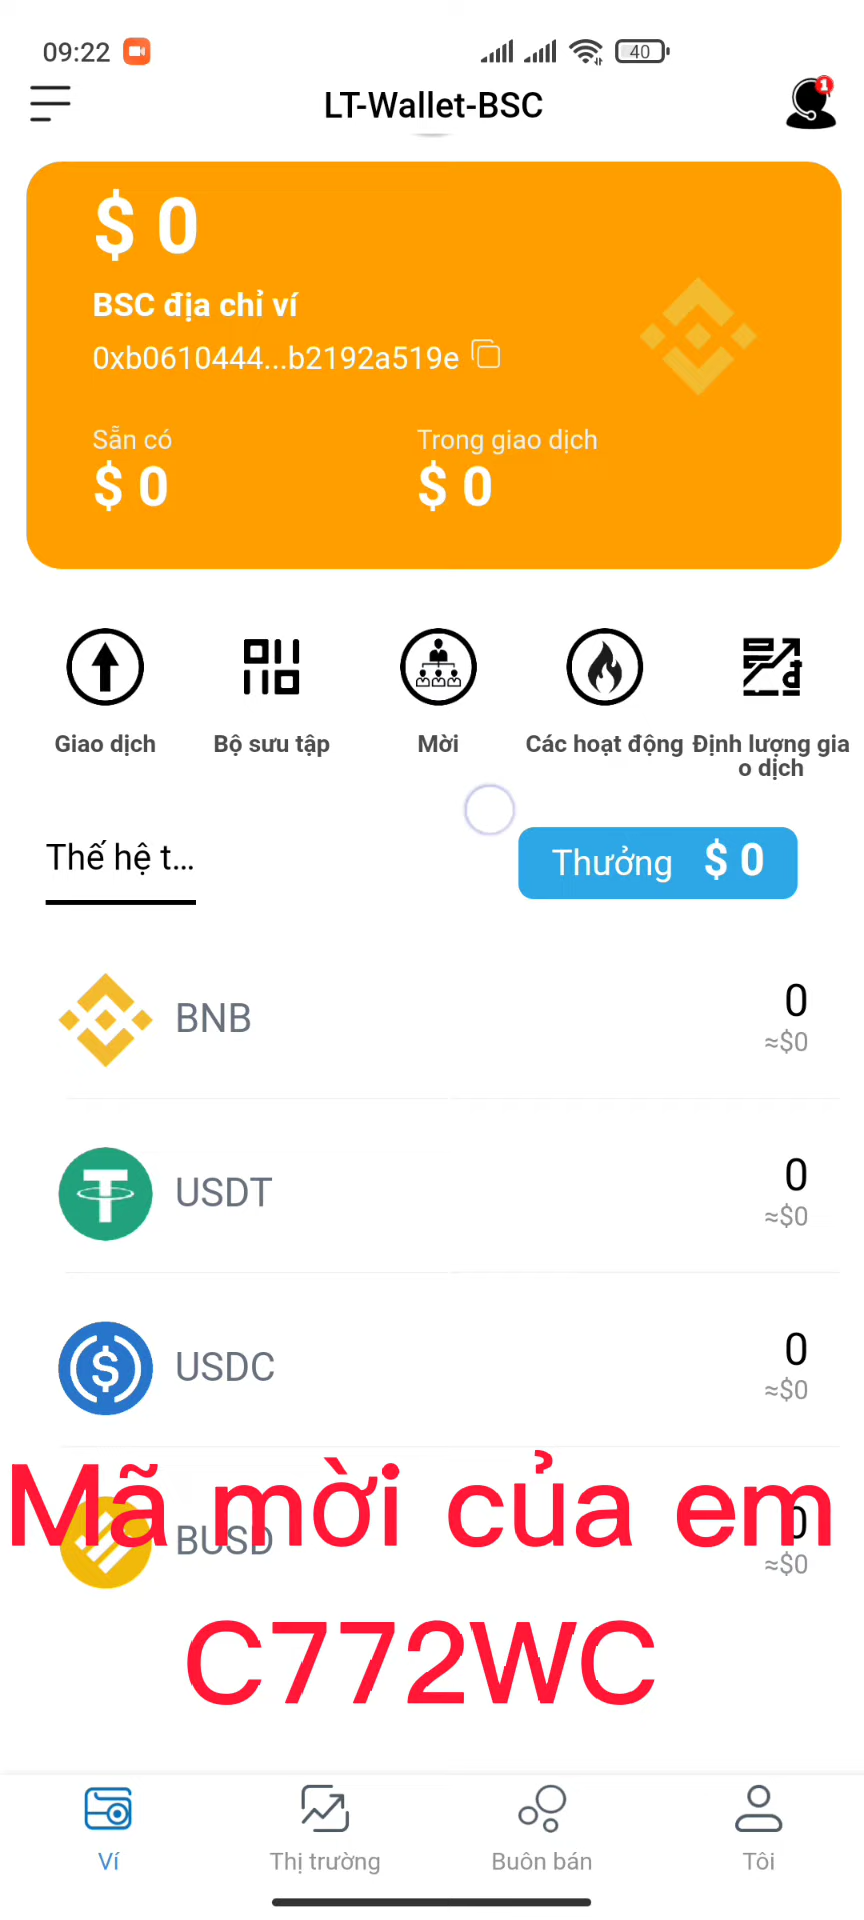 09:22
40
LT-Wallet-BSC
1
$ 0
BSC địa chỉ ví
0xb0610444...b2192a519e
Sẵn có
Trong giao dịch
$ 0
$ 0
Giao dịch
Bộ sưu tập
Mời
Các hoạt động
Định lượng gia
o dịch
Thế hệ t...
Thưởng $ 0
BNB
0
≈$0
USDT
0
≈$0
USDC
0
≈$0
Mã mời của em
BUSD
0
≈$0
C772WC
Ví
Thị trường
Buôn bán
Tôi